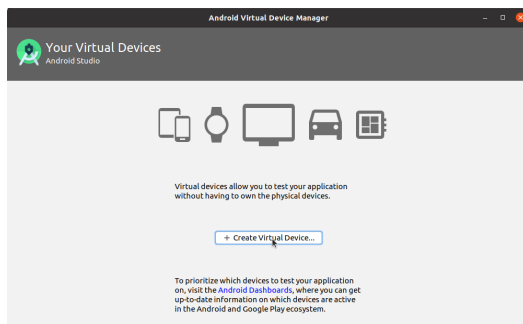 Android Virtual Device Manager
Your Virtual Devices
Android Studio
Virtual devices allow you to test your application
without having to own the physical devices.
+ Create Virtual Device...
To prioritize which devices to test your application
on, visit the Android Dashboards, where you can get
up-to-date information on which devices are active
in the Android and Google Play ecosystem.